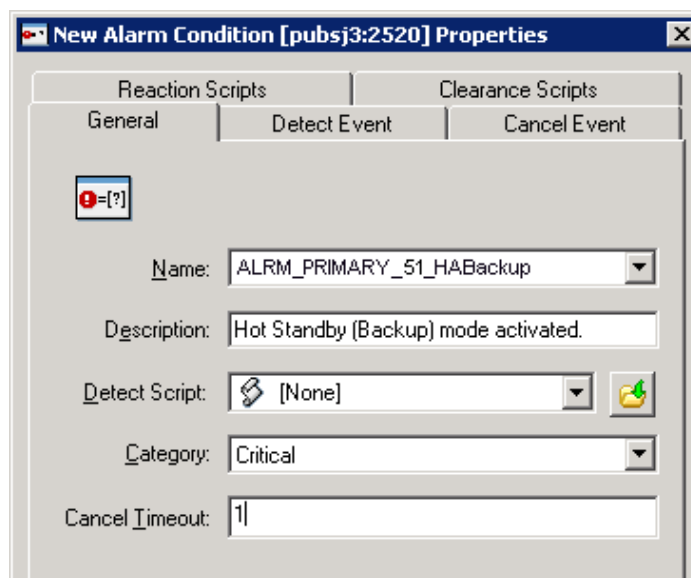 New Alarm Condition [pubsj3:2520] Properties
Reaction Scripts Clearance Scripts
General Detect Event Cancel Event
=[?]
Name: ALRM_PRIMARY_51_HABackup
Description: Hot Standby (Backup) mode activated.
Detect Script: [None]
Category: Critical
Cancel Timeout: 1